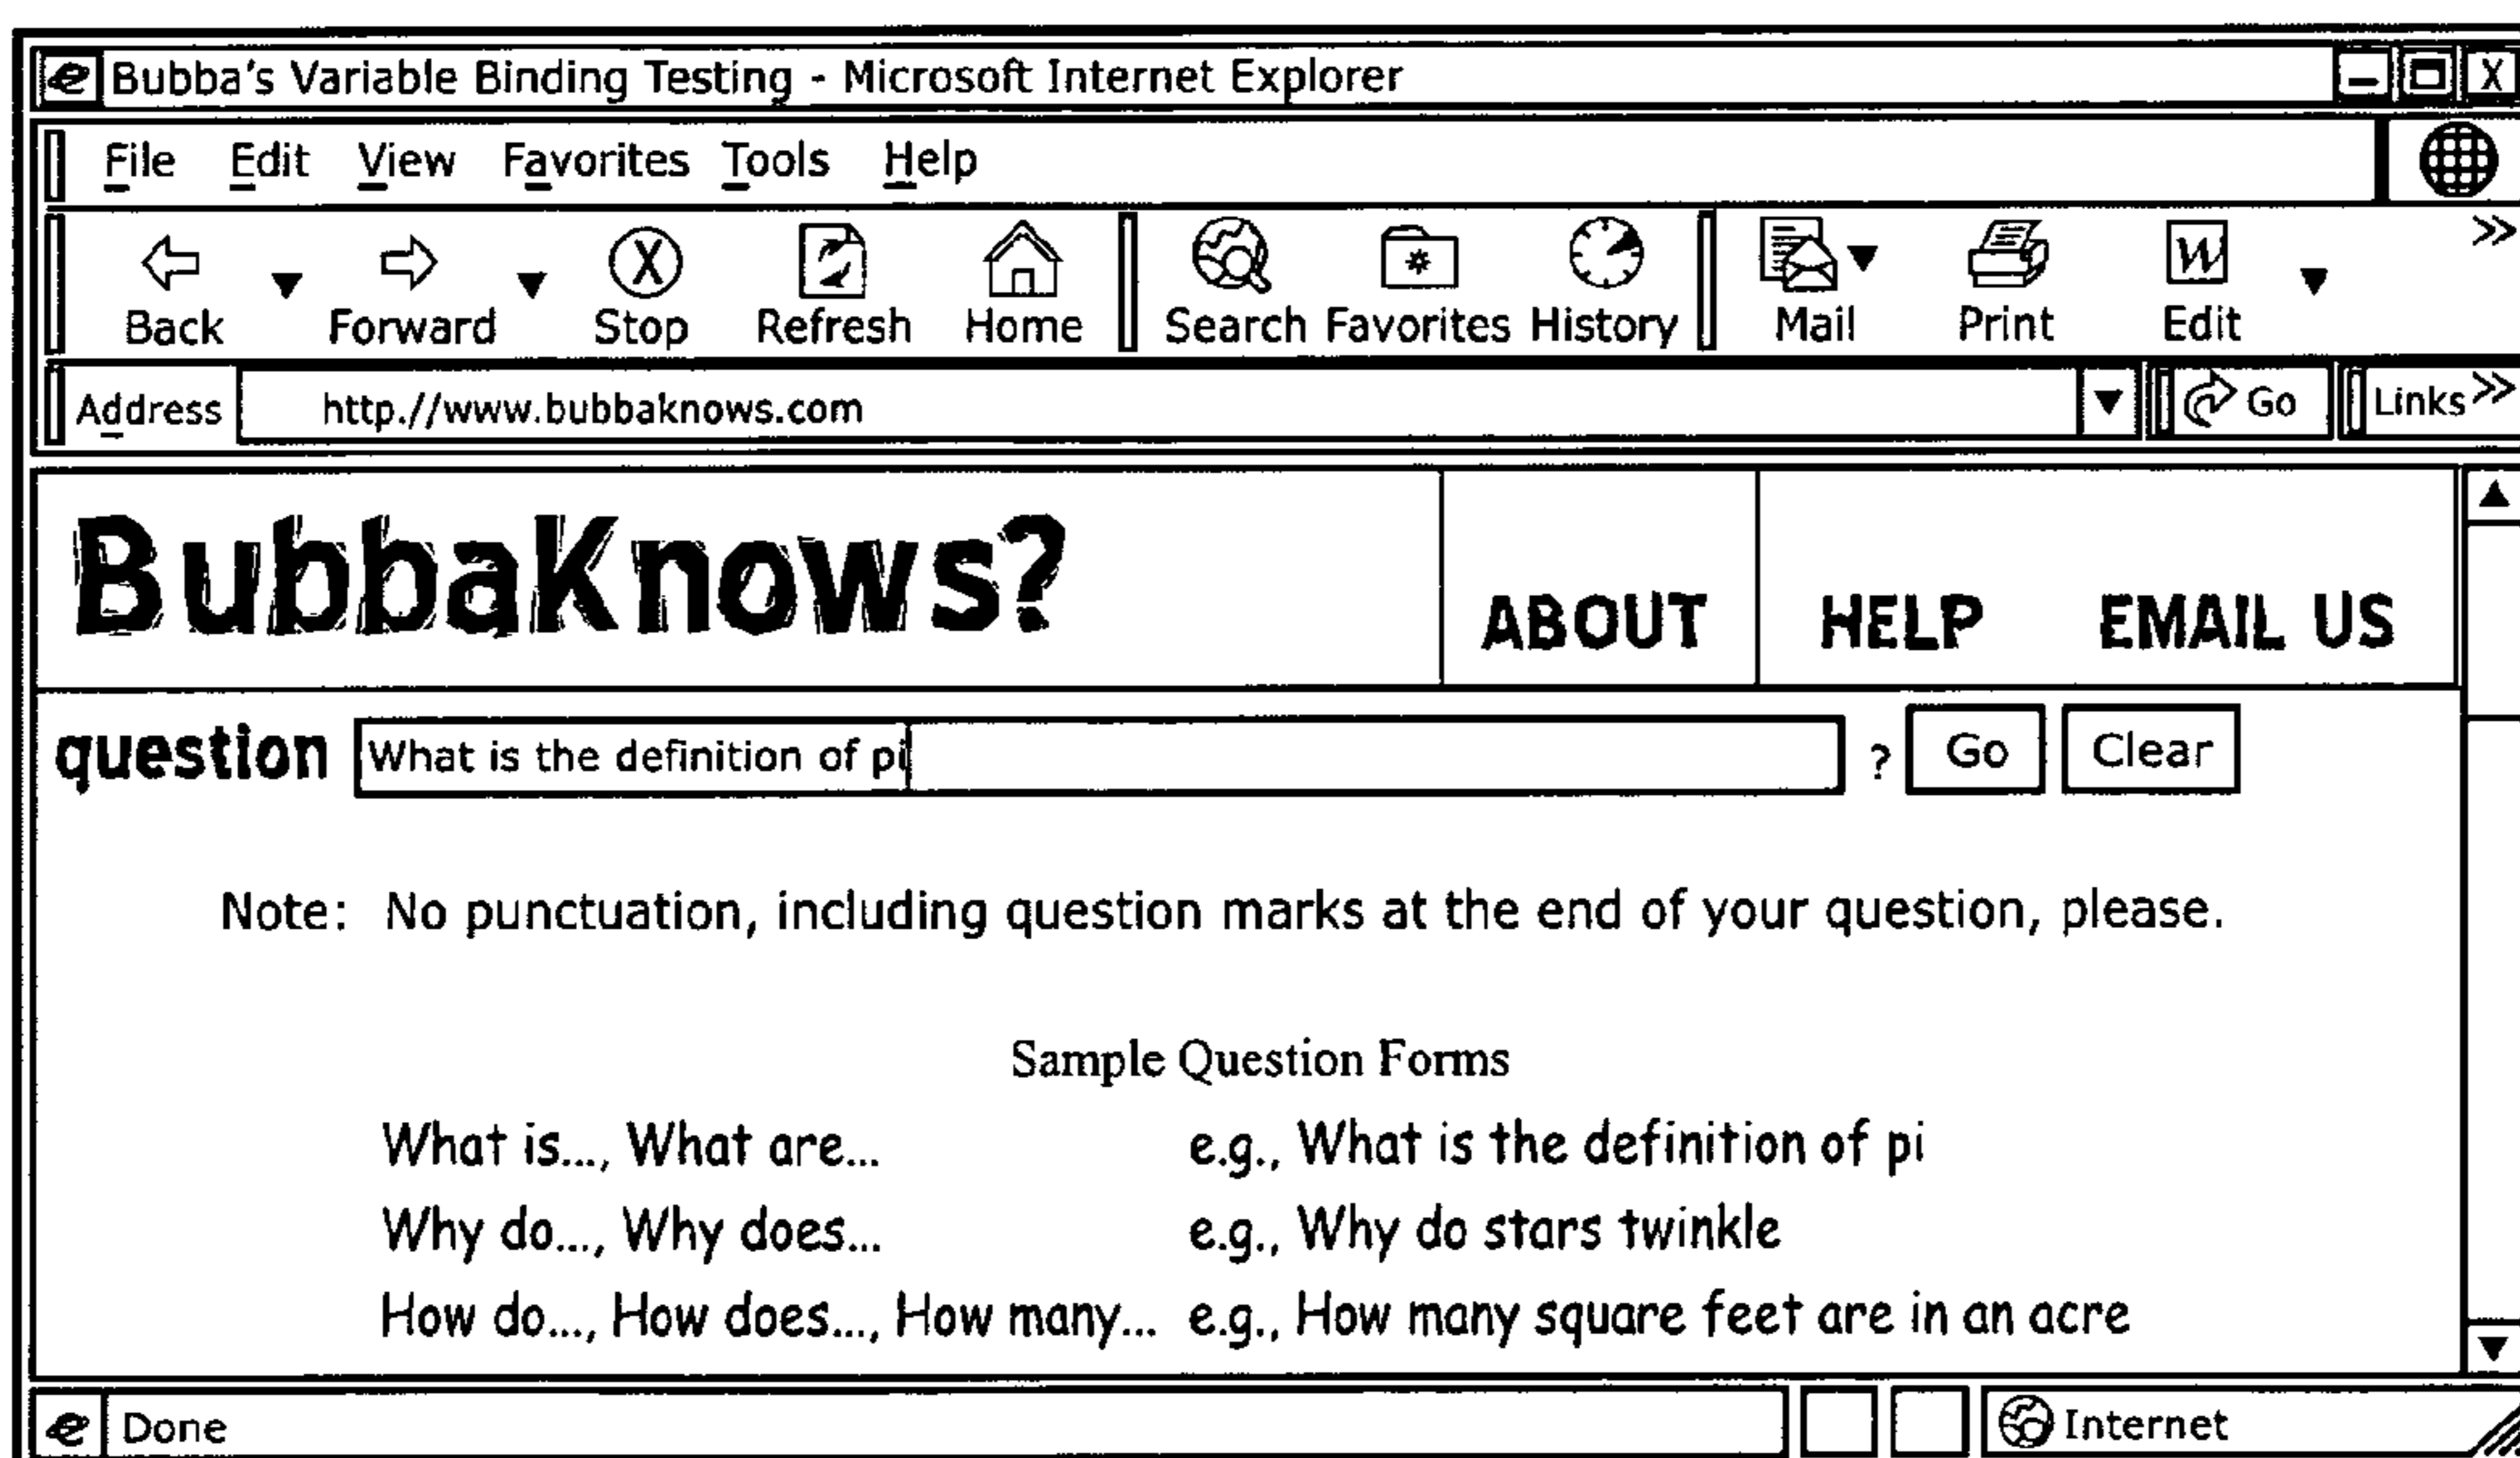 Bubba's Variable Binding Testing - Microsoft Internet Explorer
X
File Edit View Favorites Tools Help
Back Forward Stop Refresh Home Search Favorites History Mail Print Edit
Address http.//www.bubbaknows.com Go Links
BubbaKnows? ABOUT HELP EMAIL US
question What is the definition of pi ? Go Clear
Note: No punctuation, including question marks at the end of your question, please.
Sample Question Forms
What is..., What are... e.g., What is the definition of pi
Why do..., Why does... e.g., Why do stars twinkle
How do..., How does..., How many... e.g., How many square feet are in an acre
Done Internet